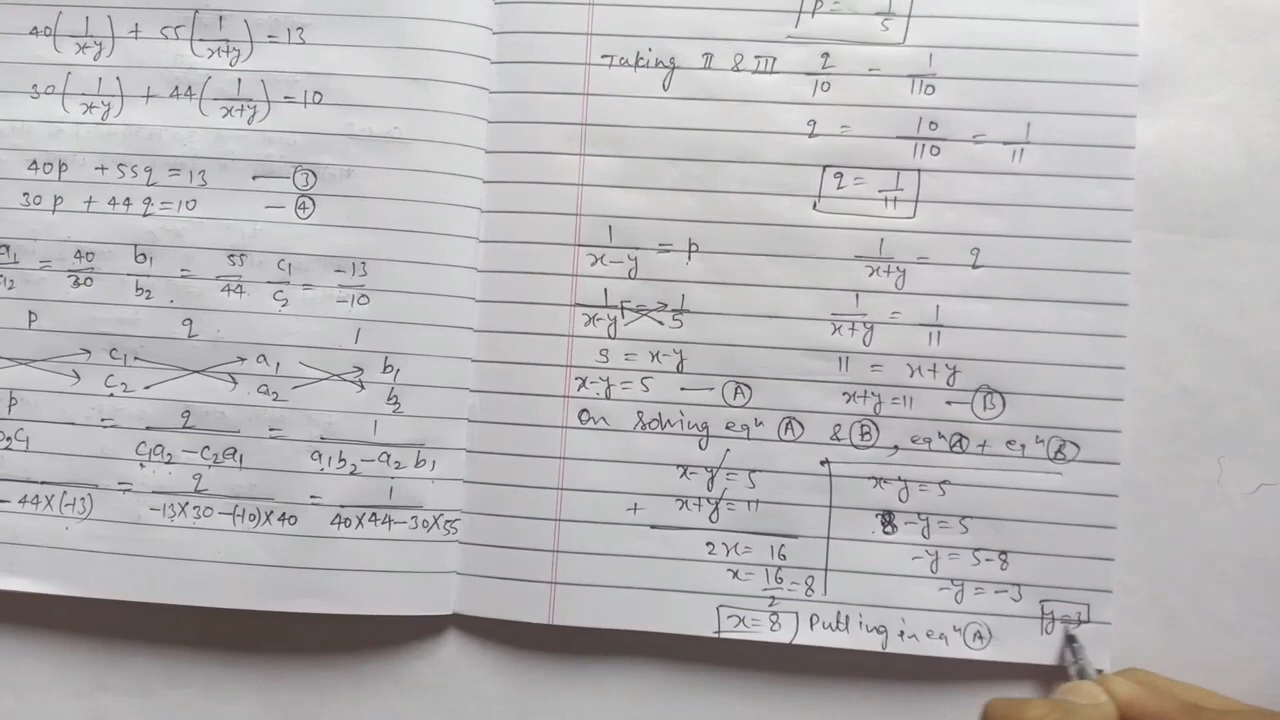 40(1/x+y) + 55(1/x+y) = 13
30(1/x+y) + 44(1/x+y) = 10
40p + 55q = 13 — ③
30p + 44q = 10 — ④
a1/a2 = 40/30 b1/b2 = 55/44 c1/c2 = -13/-10
p q 1
c1 a1 b1
c2 a2 b2
p = q/c1a2-c2a1 = 1/a1b2-a2b1
b2c1
- 44×(-13) = q/-13×30-(-10)×40 = 1/40×44-30×55
p = 1/5
Taking II & III q/10 - 1/110
q = 10/110 = 1/11
q = 1/11
1/x-y = p
1/x-y = 1/5
5 = x-y
x-y = 5 — Ⓐ
1/x+y - q
1/x+y = 1/11
11 = x+y
x+y = 11 — Ⓑ
On solving eqn Ⓐ & Ⓑ, eqn Ⓐ + eqn Ⓑ
x-y = 5
+ x+y = 11
2x = 16
x = 16/2 = 8
x = 8 Putting in eqn Ⓐ
x-y = 5
8-y = 5
-y = 5-8
-y = -3
y = 3